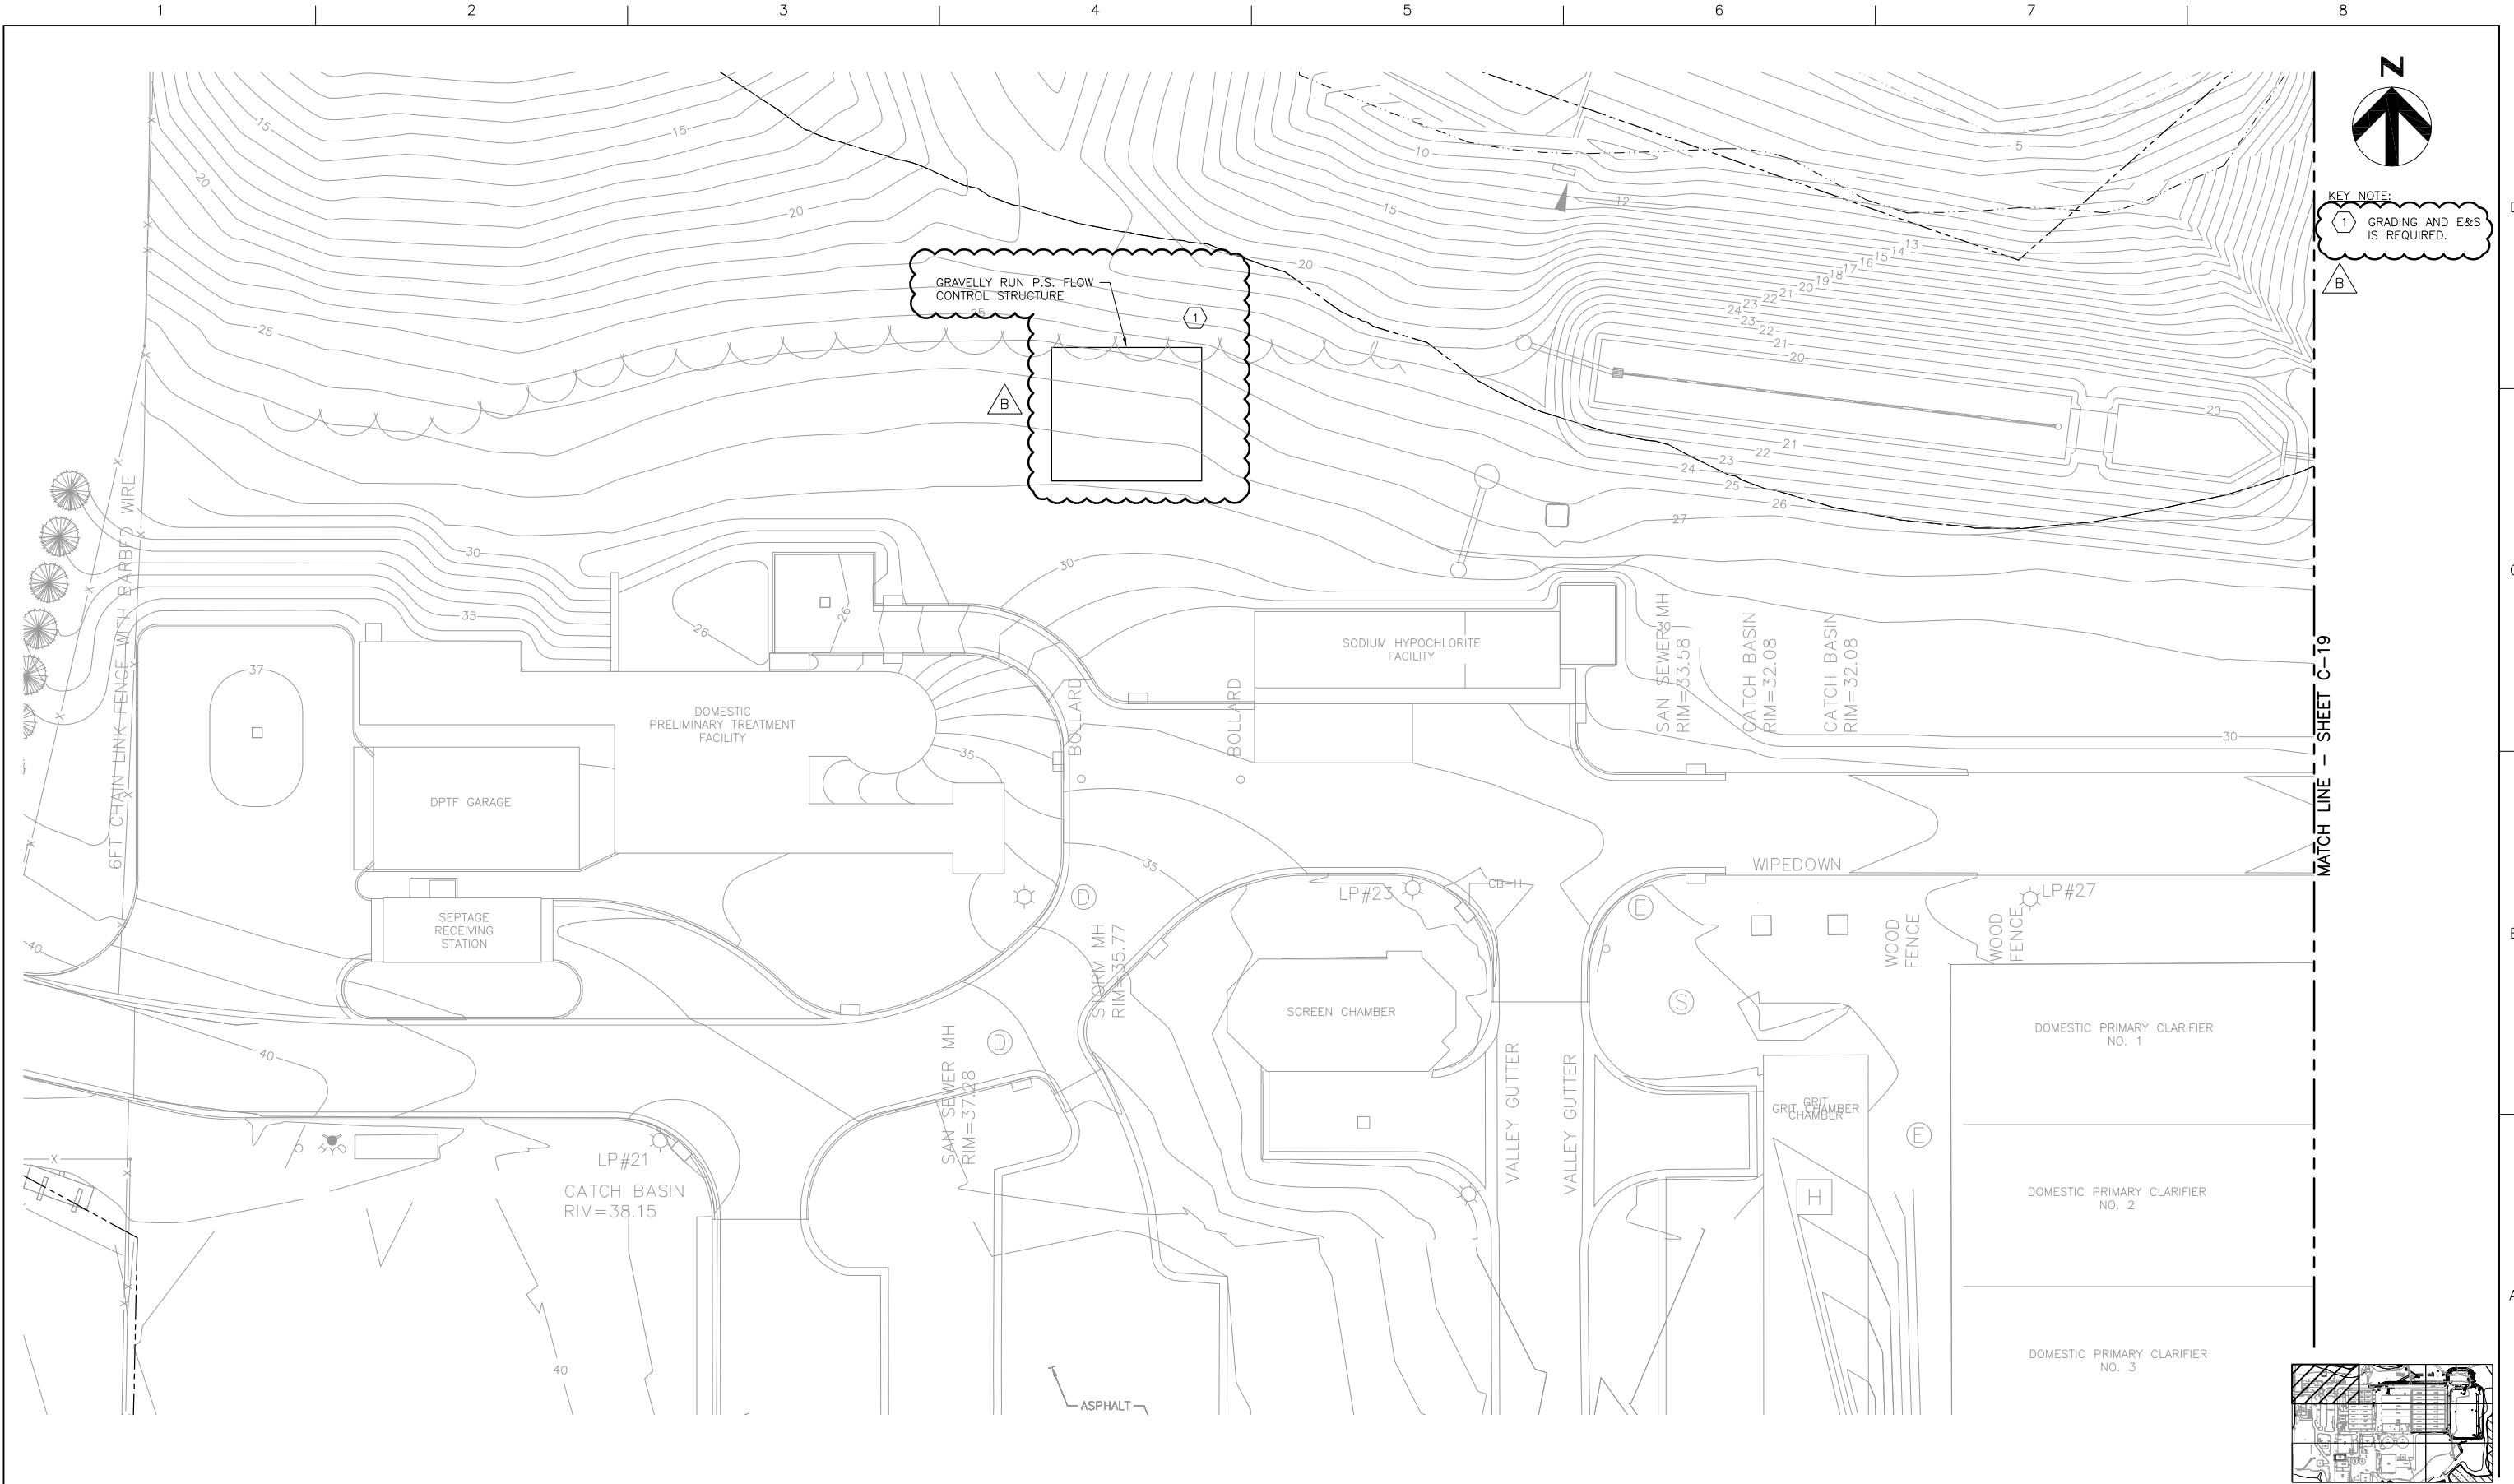 1 2 3 4 5 6 7 8
N
KEY NOTE:
1 GRADING AND E&S
IS REQUIRED.
B
D
C
B
A
15
15
20
20
25
25
GRAVELLY RUN P.S. FLOW
CONTROL STRUCTURE
1
B
10
15
20
12
5
13
14
15
16
17
18
19
20
21
22
23
24
23
22
21
20
20
21
22
23
24
25
26
27
6FT CHAIN LINK FENCE WITH BARBED WIRE
X
30
35
37
26
26
30
30
30
SODIUM HYPOCHLORITE
FACILITY
DOMESTIC
PRELIMINARY TREATMENT
FACILITY
BOLLARD
BOLLARD
SAN SEWER MH
RIM=33.58
CATCH BASIN
RIM=32.08
CATCH BASIN
RIM=32.08
MATCH LINE - SHEET C-19
35
35
DPTF GARAGE
WIPEDOWN
SEPTAGE
RECEIVING
STATION
D
LP#23
CB-H
E
LP#27
WOOD
FENCE
WOOD
FENCE
40
STORM MH
RIM=35.77
SCREEN CHAMBER
S
DOMESTIC PRIMARY CLARIFIER
NO. 1
40
D
SAN SEWER MH
RIM=37.28
VALLEY GUTTER
VALLEY GUTTER
GRIT CHAMBER
GRIT
CHAMBER
E
HYD
LP#21
CATCH BASIN
RIM=38.15
H
DOMESTIC PRIMARY CLARIFIER
NO. 2
DOMESTIC PRIMARY CLARIFIER
NO. 3
40
ASPHALT